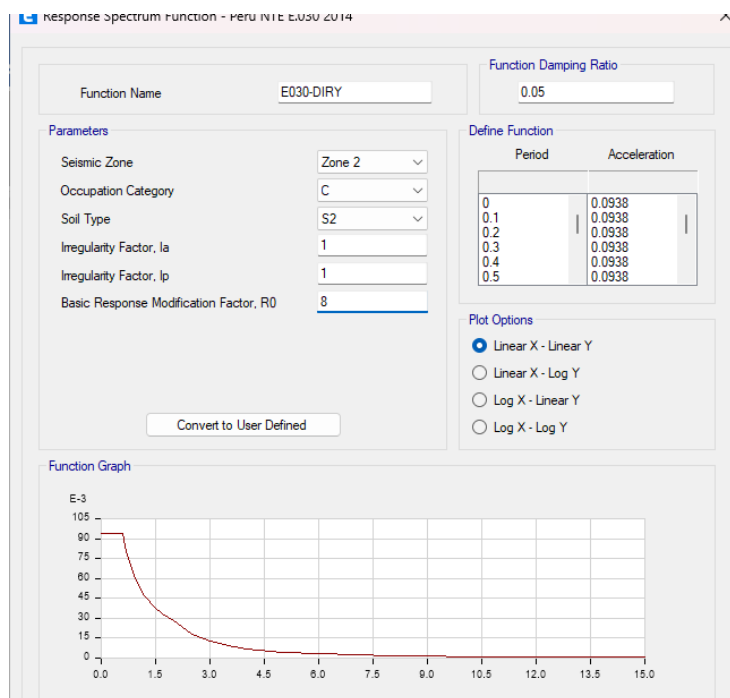 Response Spectrum Function - Peru NTE E.030 2014
Function Damping Ratio
Function Name E030-DIRY 0.05
Parameters
Seismic Zone Zone 2
Occupation Category C
Soil Type S2
Irregularity Factor, Ia 1
Irregularity Factor, Ip 1
Basic Response Modification Factor, R0 8
Convert to User Defined
Define Function
Period Acceleration
0 0.0938
0.1 0.0938
0.2 0.0938
0.3 0.0938
0.4 0.0938
0.5 0.0938
Plot Options
Linear X - Linear Y
Linear X - Log Y
Log X - Linear Y
Log X - Log Y
Function Graph
E-3
105
90
75
60
45
30
15
0
0.0 1.5 3.0 4.5 6.0 7.5 9.0 10.5 12.0 13.5 15.0